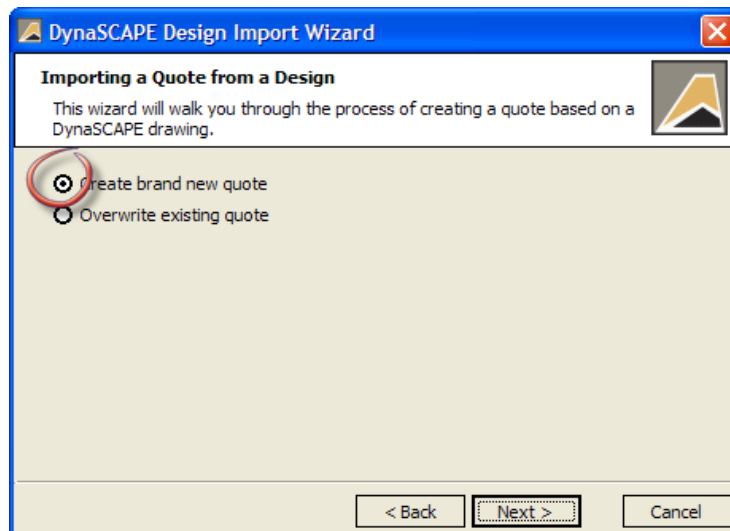 DynaSCAPE Design Import Wizard
Importing a Quote from a Design
This wizard will walk you through the process of creating a quote based on a
DynaSCAPE drawing.
Create brand new quote
Overwrite existing quote
< Back Next > Cancel